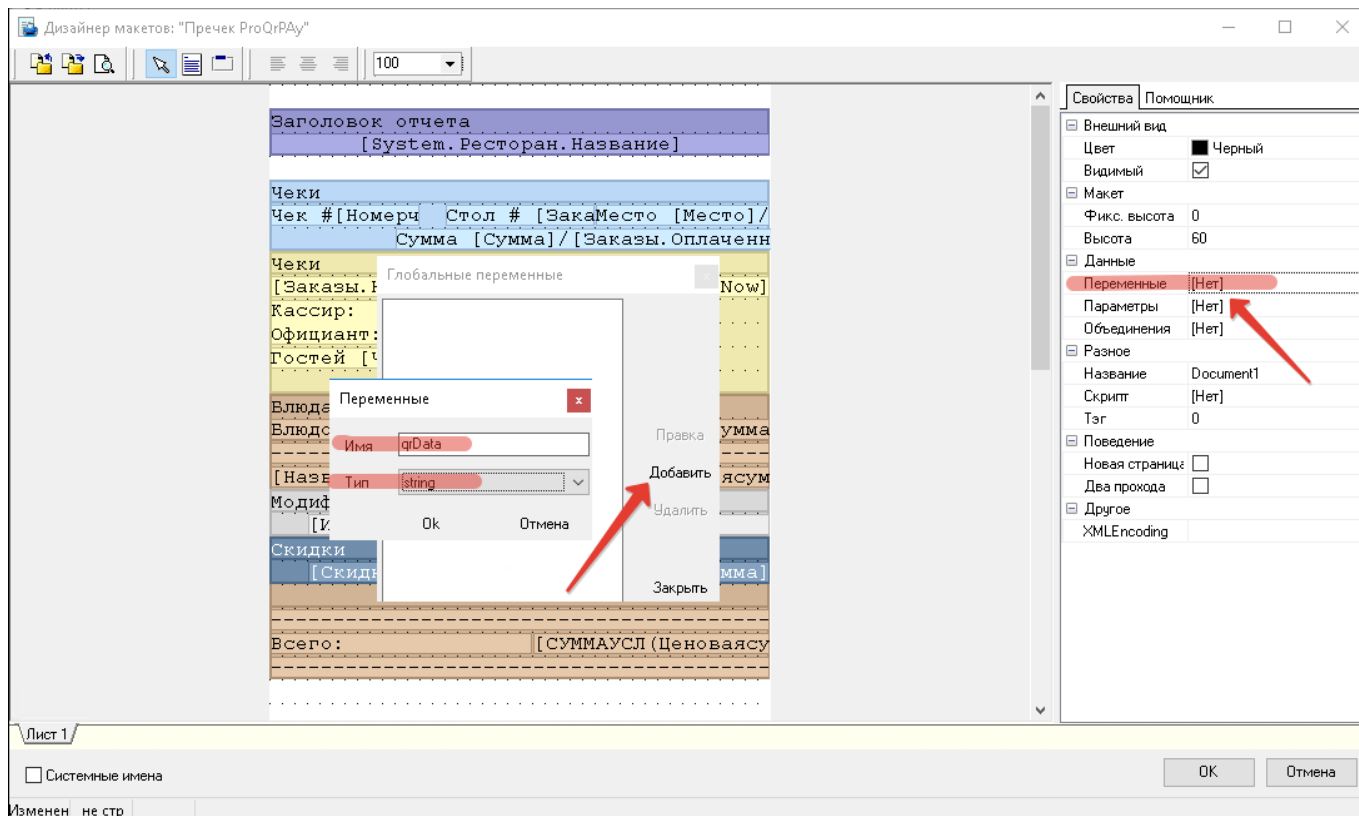 Дизайнер макетов: "Пречек ProQrPAy"
100
Заголовок отчета
[System.Ресторан.Название]
Чеки
Чек #[Номерч Стол # [ЗакаМесто [Место]/
Сумма [Сумма]/[Заказы.Оплаченн
Чеки
[Заказы. Now]
Кассир:
Официант:
Гостей [Ч
Блюда
Блюдо умма
[Назв ясум
Модиф
[И
Скидки
[Скидк мма]
Всего: [СУММАУСЛ(Ценоваясу
Глобальные переменные
Правка
Добавить
Удалить
Закрыть
Переменные
Имя qrData
Тип string
Ok Отмена
Свойства Помощник
Внешний вид
Цвет Черный
Видимый
Макет
Фикс. высота 0
Высота 60
Данные
Переменные [Нет]
Параметры [Нет]
Объединения [Нет]
Разное
Название Document1
Скрипт [Нет]
Тэг 0
Поведение
Новая страница
Два прохода
Другое
XMLEncoding
Лист 1
Системные имена
OK Отмена
Изменен не стр